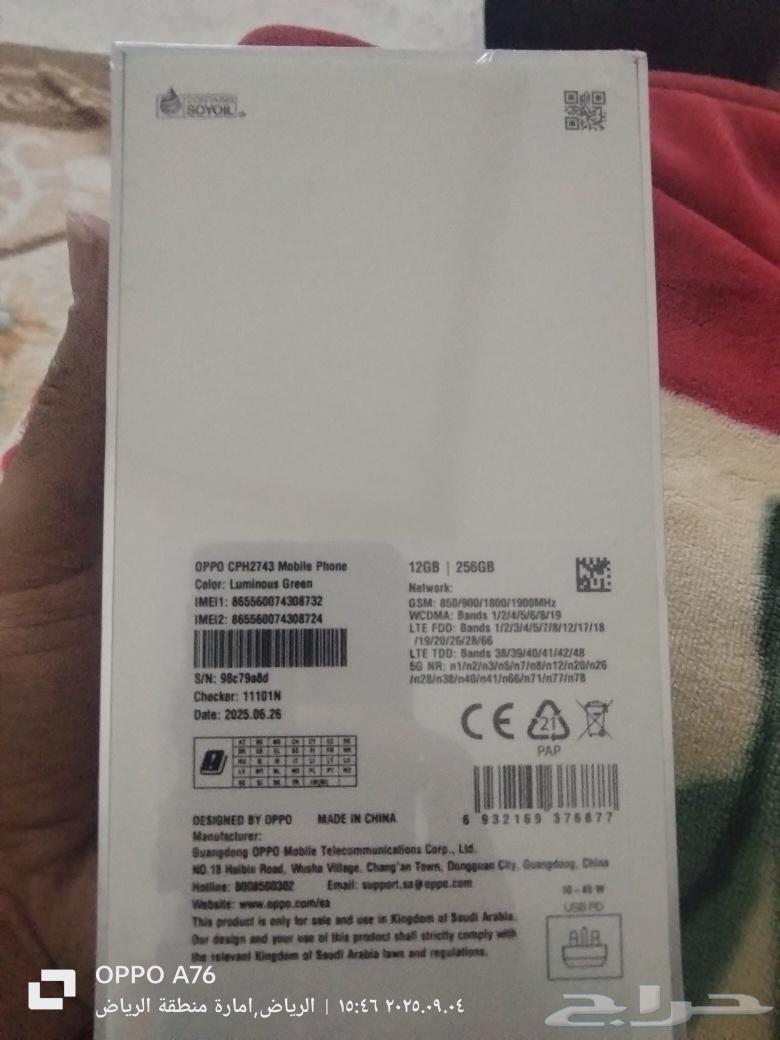 CONTAINS
SOYOIL
OPPO CPH2743 Mobile Phone
Color: Luminous Green
IMEI1: 865560074308732
IMEI2: 865560074308724
S/N: 98c79a8d
Checker: 11101N
Date: 2025.06.26
12GB | 256GB
Network:
GSM: 850/900/1800/1900MHz
WCDMA: Bands 1/2/4/5/6/8/19
LTE FDD: Bands 1/2/3/4/5/7/8/12/17/18
/19/20/26/28/66
LTE TDD: Bands 38/39/40/41/42/48
5G NR: n1/n2/n3/n5/n7/n8/n12/n20/n26
/n28/n38/n40/n41/n66/n71/n77/n78
CE
21
PAP
6 932169 376877
DESIGNED BY OPPO MADE IN CHINA
Manufacturer:
Guangdong OPPO Mobile Telecommunications Corp., Ltd.
NO.18 Haibin Road, Wusha Village, Chang'an Town, Dongguan City, Guangdong, China
Hotline: 8008500302 Email: support.sa@oppo.com
Website: www.oppo.com/sa
This product is only for sale and use in Kingdom of Saudi Arabia.
Our design and your use of this product shall strictly comply with
the relevant Kingdom of Saudi Arabia laws and regulations.
10-45 W
USB PD
OPPO A76
٢٠٢٥.٠٩.٠٤ ١٥:٤٦ | الرياض,امارة منطقة الرياض
حراج